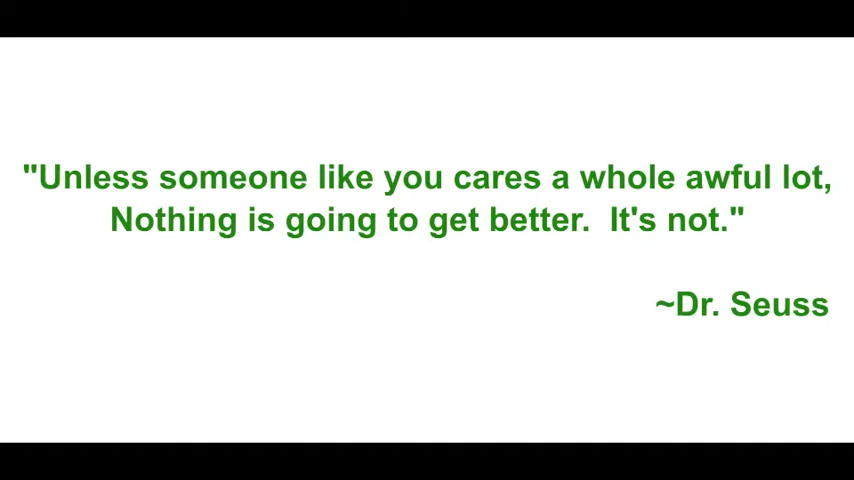 "Unless someone like you cares a whole awful lot,
Nothing is going to get better.  It's not."
~Dr. Seuss